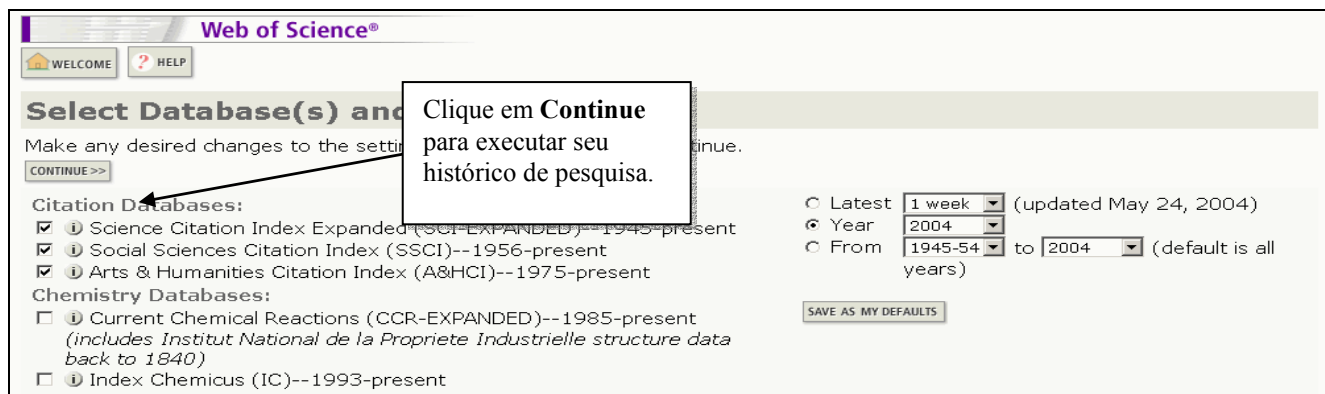 Web of Science®
WELCOME
? HELP
Select Database(s) and
Clique em Continue
para executar seu
histórico de pesquisa.
Make any desired changes to the tinue.
CONTINUE >>
Citation Databases:
Science Citation Index Expanded (SCI-EXPANDED)--1945-present
Social Sciences Citation Index (SSCI)--1956-present
Arts & Humanities Citation Index (A&HCI)--1975-present
Chemistry Databases:
Current Chemical Reactions (CCR-EXPANDED)--1985-present
(includes Institut National de la Propriete Industrielle structure data
back to 1840)
Index Chemicus (IC)--1993-present
Latest 1 week (updated May 24, 2004)
Year 2004
From 1945-54 to 2004 (default is all
years)
SAVE AS MY DEFAULTS